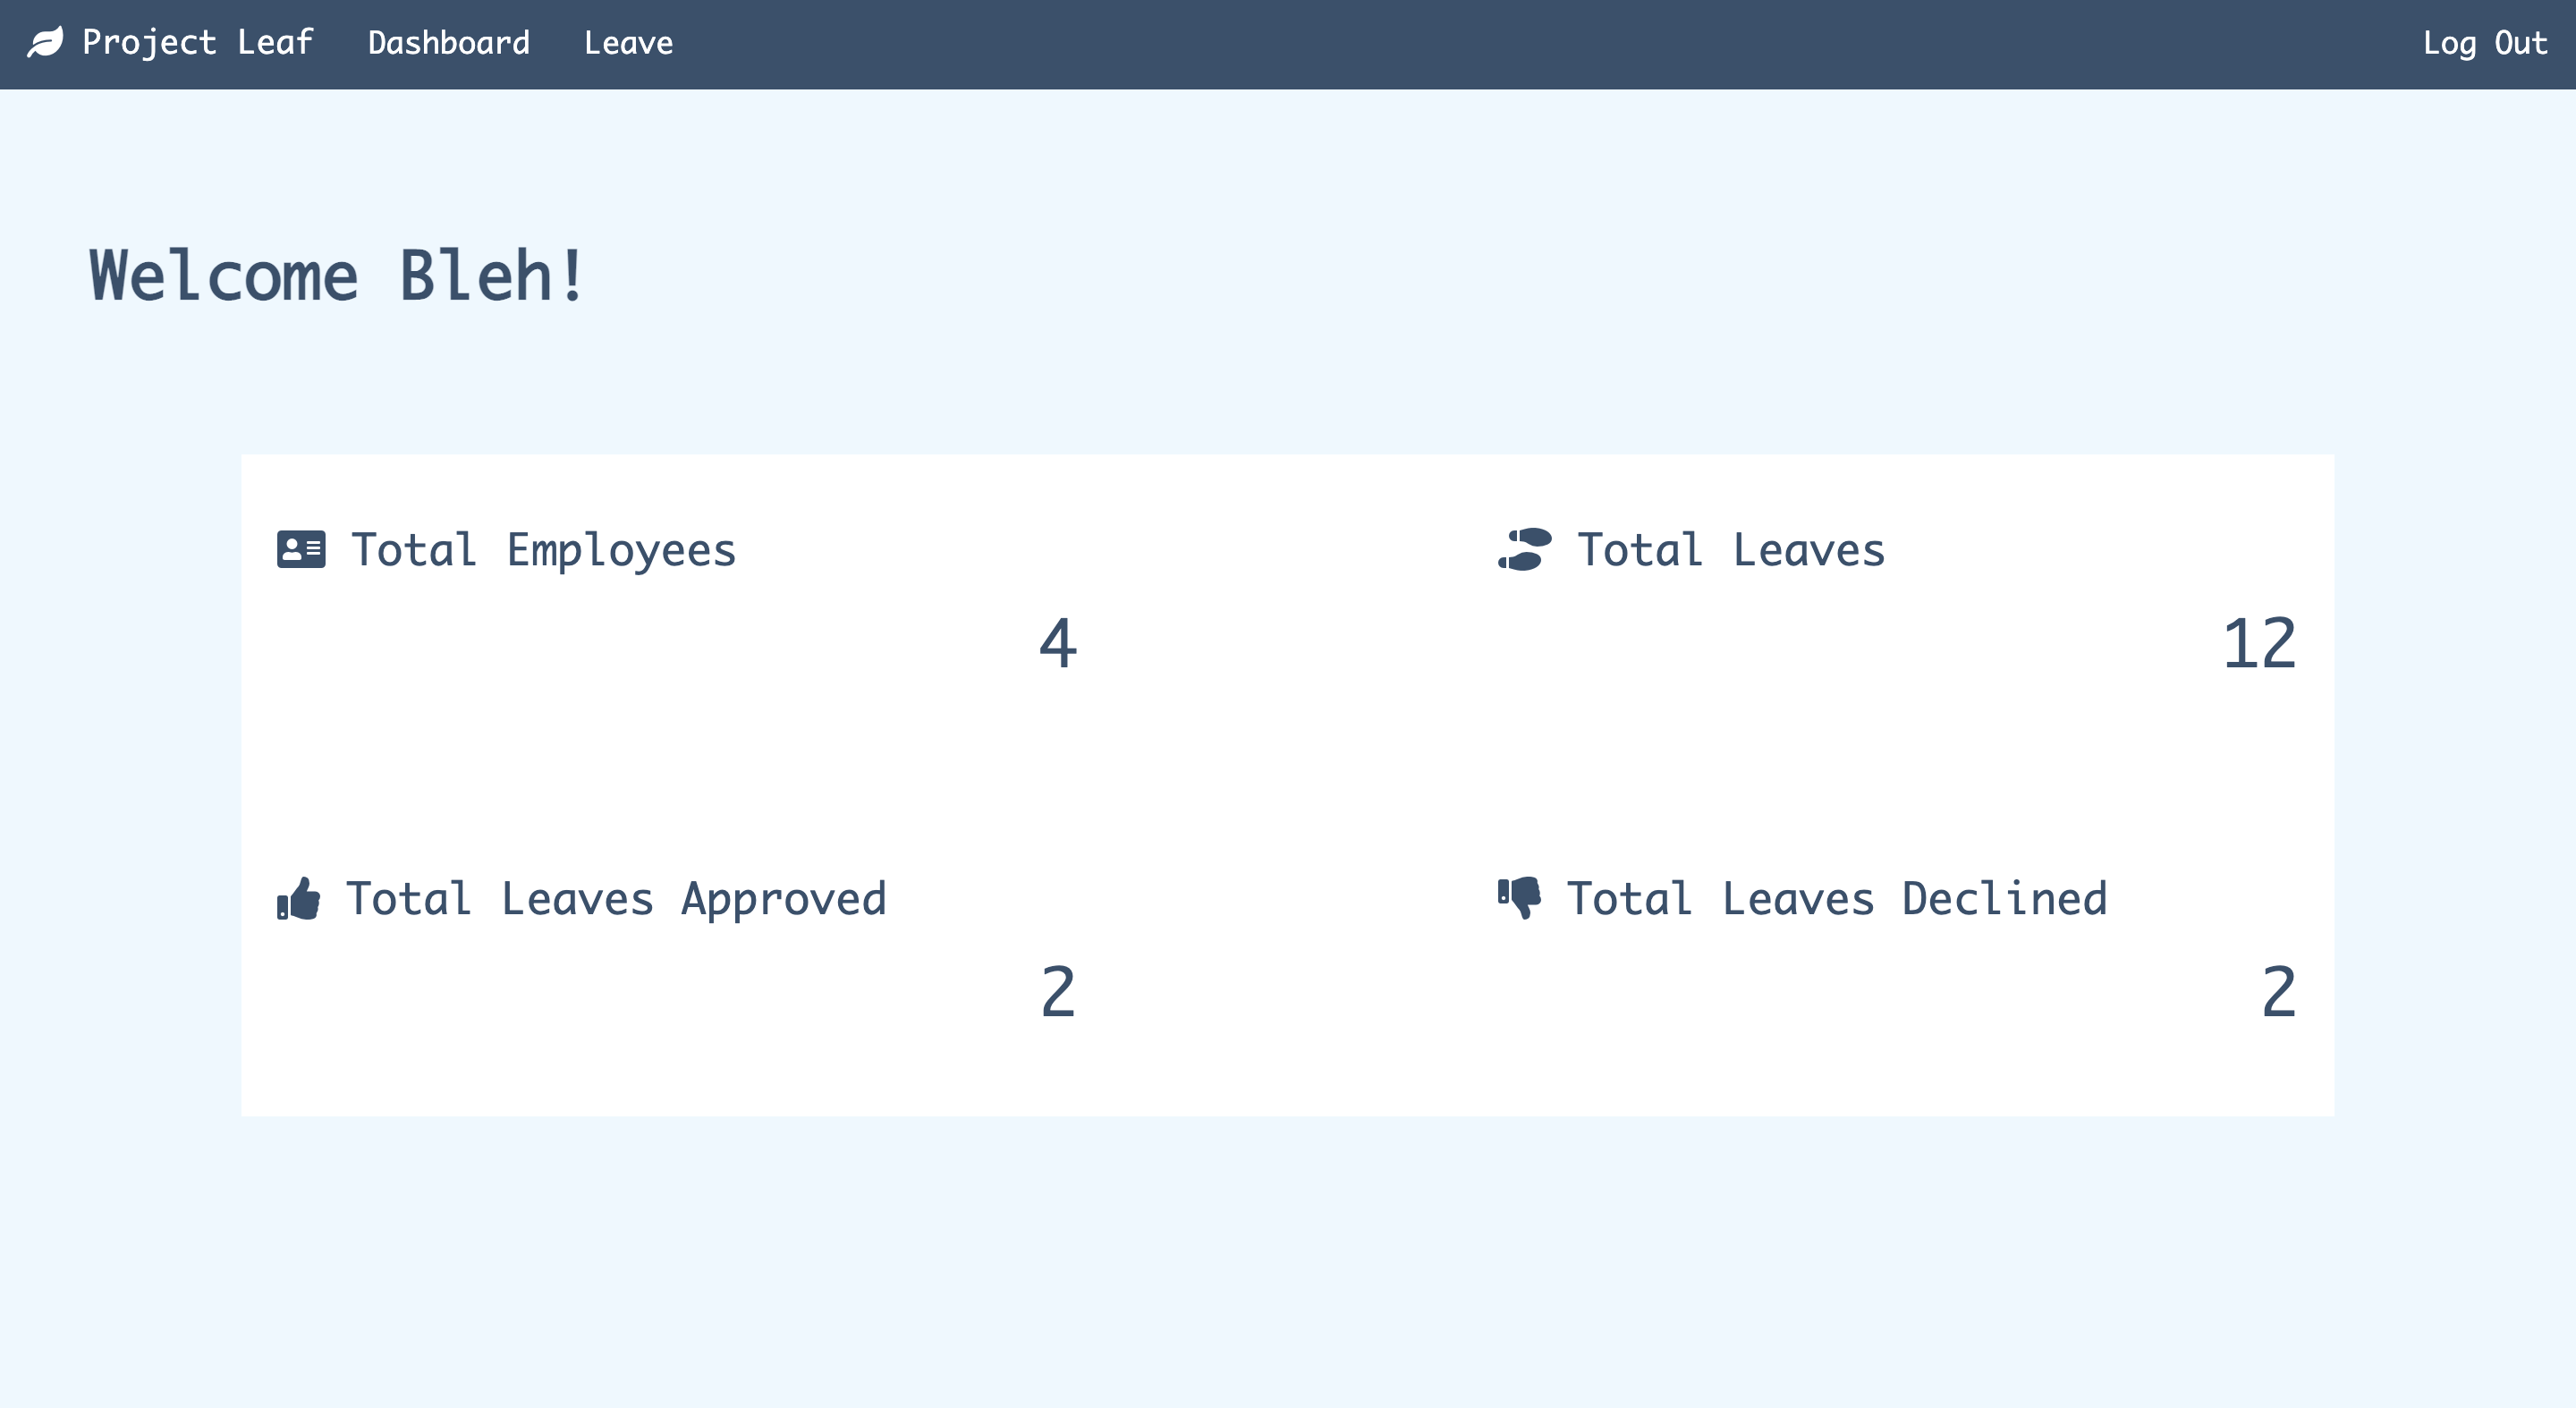 Project Leaf Dashboard Leave Log Out
Welcome Bleh!
Total Employees
4
Total Leaves
12
Total Leaves Approved
2
Total Leaves Declined
2